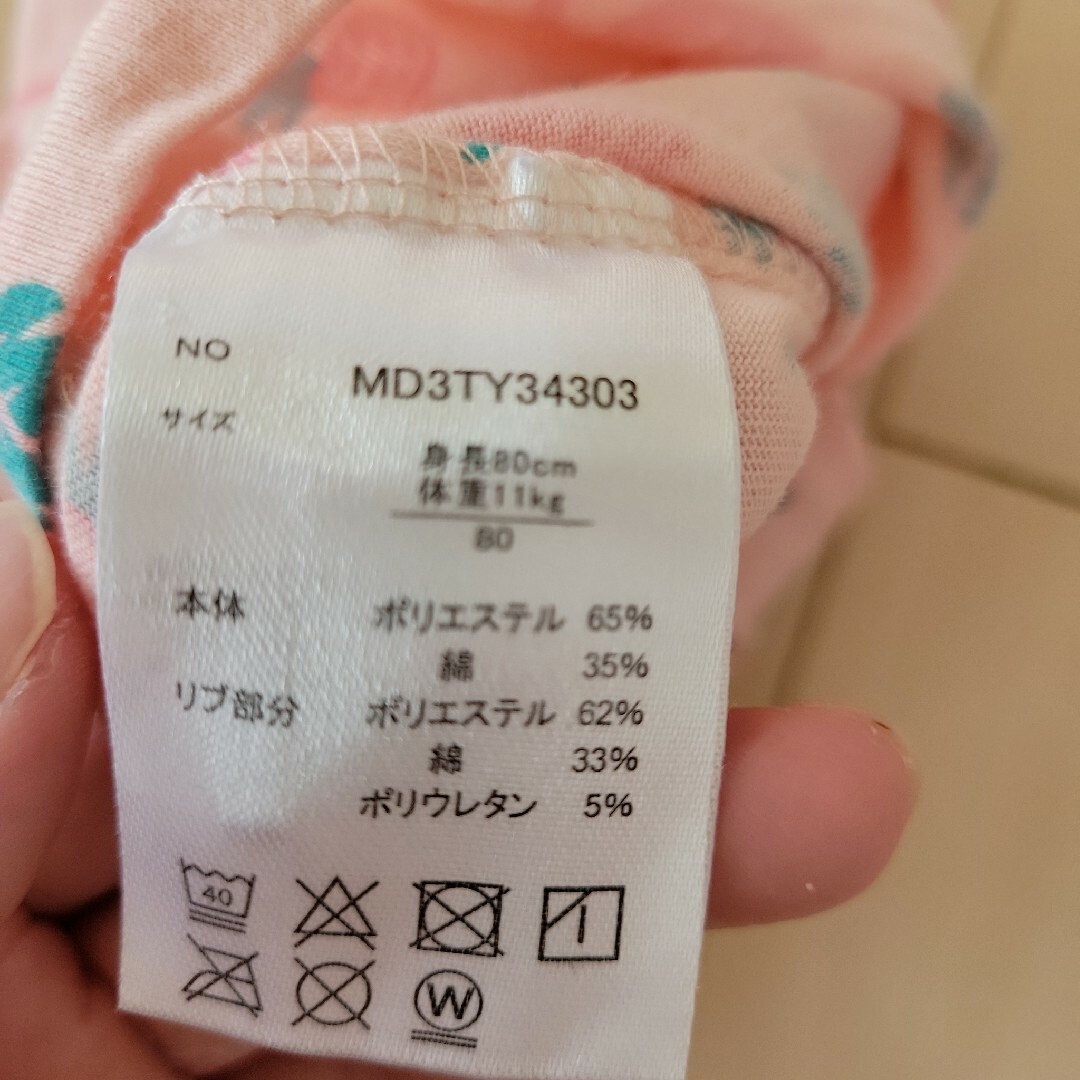 NO
MD3TY34303
サイズ
身長80cm
体重11kg
80
本体 ポリエステル 65%
綿 35%
リブ部分 ポリエステル 62%
綿 33%
ポリウレタン 5%
40
W